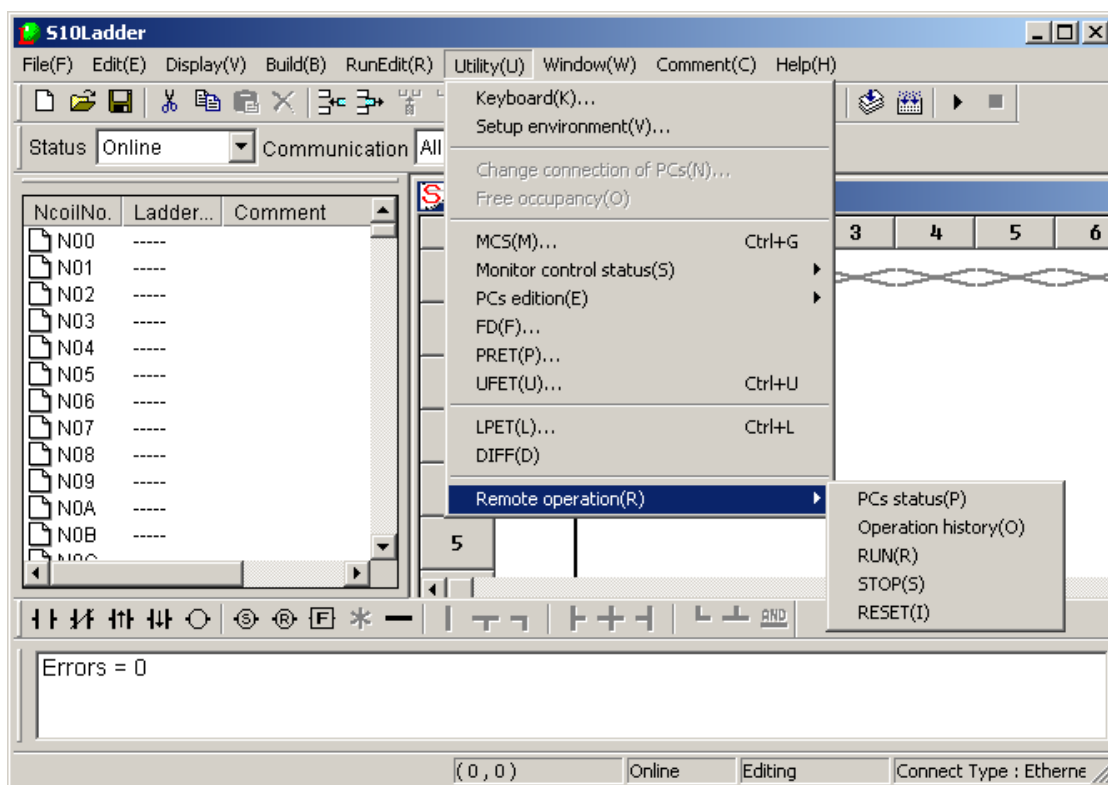 S10Ladder
File(F) Edit(E) Display(V) Build(B) RunEdit(R) Utility(U) Window(W) Comment(C) Help(H)
Status Online Communication All
Keyboard(K)...
Setup environment(V)...
Change connection of PCs(N)...
Free occupancy(O)
MCS(M)... Ctrl+G
Monitor control status(S)
PCs edition(E)
FD(F)...
PRET(P)...
UFET(U)... Ctrl+U
LPET(L)... Ctrl+L
DIFF(D)
Remote operation(R)
PCs status(P)
Operation history(O)
RUN(R)
STOP(S)
RESET(I)
NcoilNo. Ladder... Comment
N00 -----
N01 -----
N02 -----
N03 -----
N04 -----
N05 -----
N06 -----
N07 -----
N08 -----
N09 -----
N0A -----
N0B -----
3 4 5 6
5
S R F AND
Errors = 0
(0,0) Online Editing Connect Type : Etherne